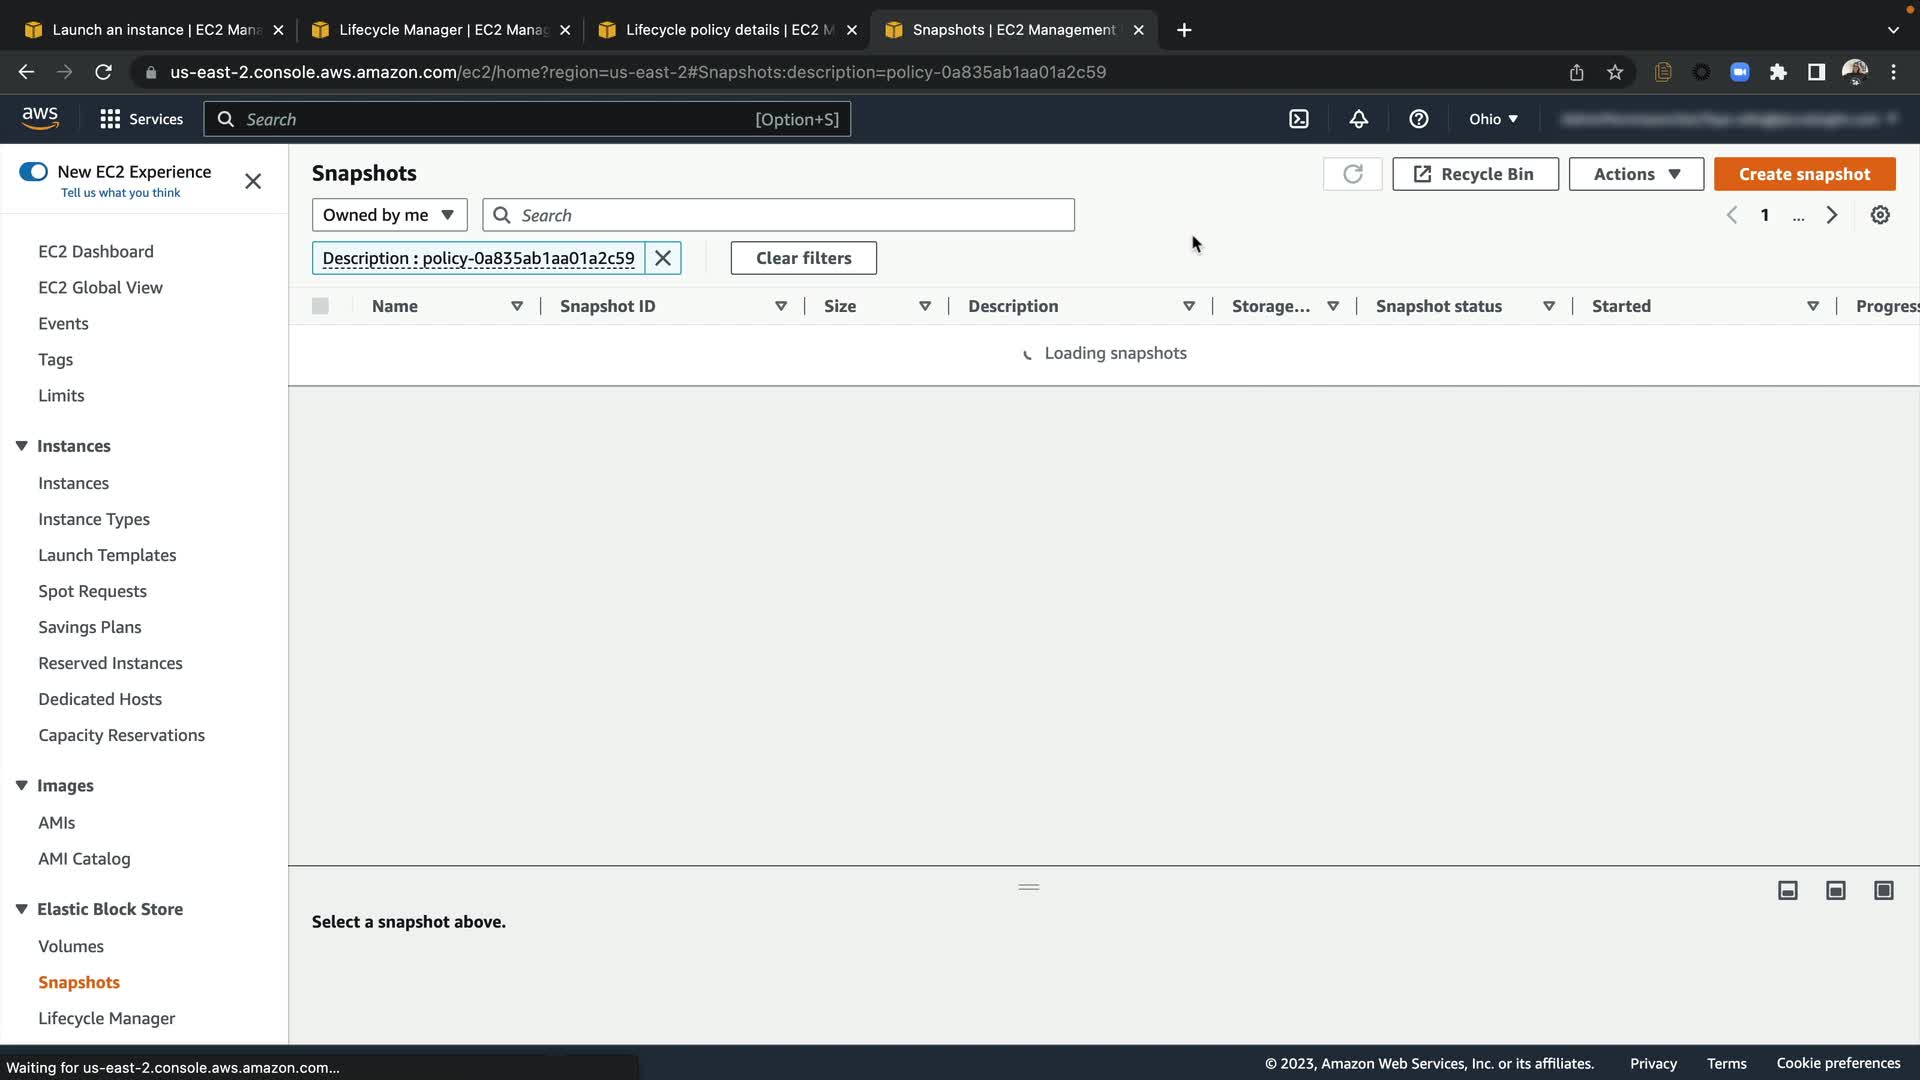 Launch an instance | EC2 Mana
Lifecycle Manager | EC2 Manag
Lifecycle policy details | EC2 M
Snapshots | EC2 Management
us-east-2.console.aws.amazon.com/ec2/home?region=us-east-2#Snapshots:description=policy-0a835ab1aa01a2c59
aws
Services
Search
[Option+S]
Ohio
New EC2 Experience
Tell us what you think
EC2 Dashboard
EC2 Global View
Events
Tags
Limits
Instances
Instances
Instance Types
Launch Templates
Spot Requests
Savings Plans
Reserved Instances
Dedicated Hosts
Capacity Reservations
Images
AMIs
AMI Catalog
Elastic Block Store
Volumes
Snapshots
Lifecycle Manager
Snapshots
Recycle Bin
Actions
Create snapshot
Owned by me
Search
1 ...
Description : policy-0a835ab1aa01a2c59
Clear filters
Name
Snapshot ID
Size
Description
Storage...
Snapshot status
Started
Progress
Loading snapshots
Select a snapshot above.
Waiting for us-east-2.console.aws.amazon.com...
© 2023, Amazon Web Services, Inc. or its affiliates.
Privacy
Terms
Cookie preferences